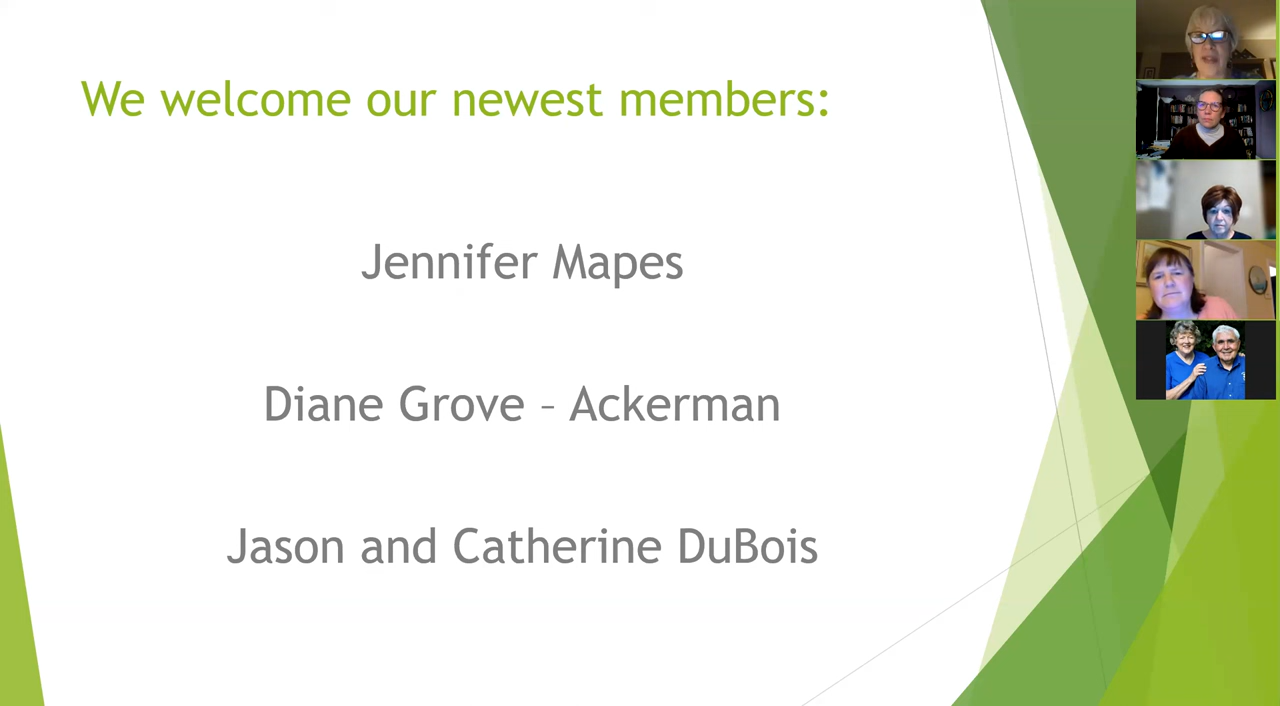 We welcome our newest members:
Jennifer Mapes
Diane Grove – Ackerman
Jason and Catherine DuBois